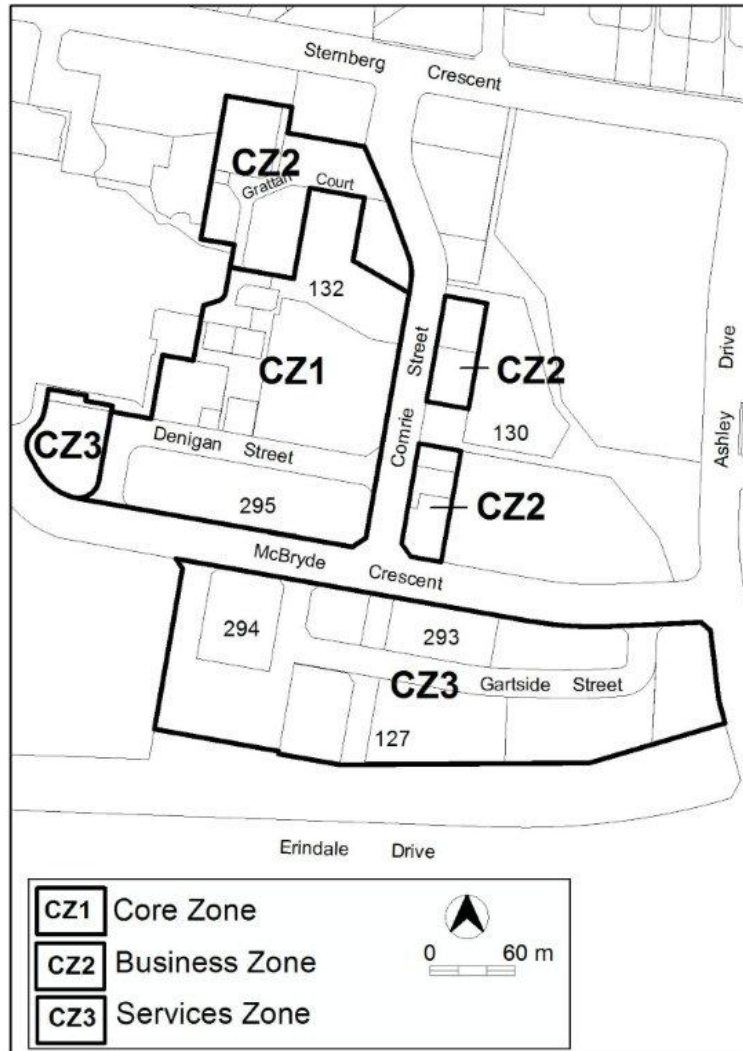 Sternberg Crescent
CZ2
Grattan Court
132
Street
CZ1
CZ2
Drive
Comrie
130
Ashley
CZ3
Denigan Street
295
CZ2
McBryde Crescent
294
293
CZ3
Gartside Street
127
Erindale Drive
CZ1 Core Zone
CZ2 Business Zone
CZ3 Services Zone
0 60 m